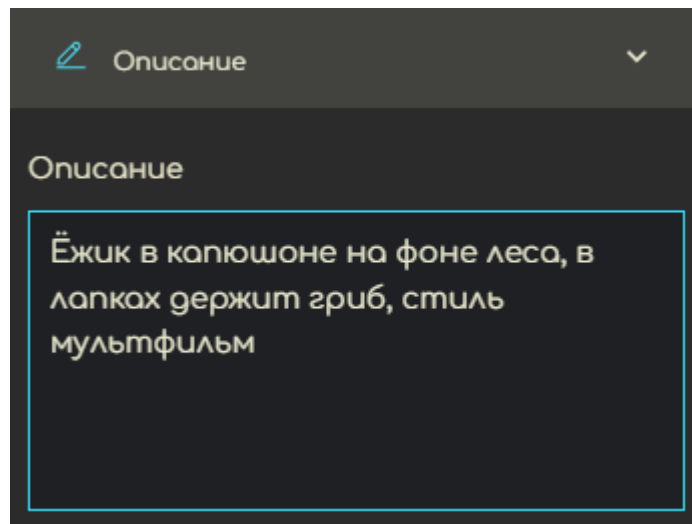 Описание
Описание
Ёжик в капюшоне на фоне леса, в
лапках держит гриб, стиль
мультфильм